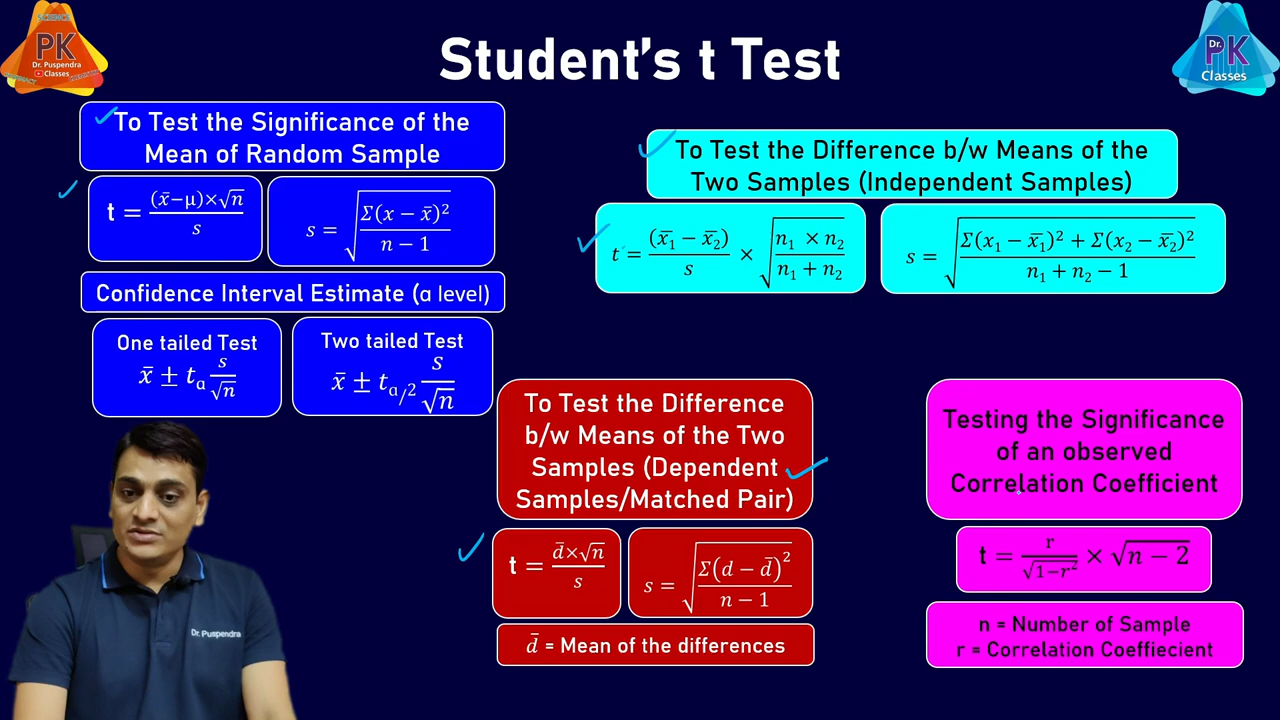 SCIENCE
PK
Dr. Puspendra
Classes
Student's t Test
Dr.
PK
Classes
To Test the Significance of the
Mean of Random Sample
t = (x̄−μ)×√n / s
s = √(Σ(x − x̄)² / n − 1)
Confidence Interval Estimate (α level)
One tailed Test
x̄ ± tα s/√n
Two tailed Test
x̄ ± tα/2 s/√n
To Test the Difference b/w Means of the
Two Samples (Independent Samples)
t = (x̄₁ − x̄₂) / s × √(n₁ × n₂ / n₁ + n₂)
s = √(Σ(x₁ − x̄₁)² + Σ(x₂ − x̄₂)² / n₁ + n₂ − 1)
To Test the Difference
b/w Means of the Two
Samples (Dependent
Samples/Matched Pair)
t = d̄×√n / s
s = √(Σ(d − d̄)² / n − 1)
d̄ = Mean of the differences
Testing the Significance
of an observed
Correlation Coefficient
t = r / √1−r² × √n − 2
n = Number of Sample
r = Correlation Coeffiecient
Dr. Puspendra